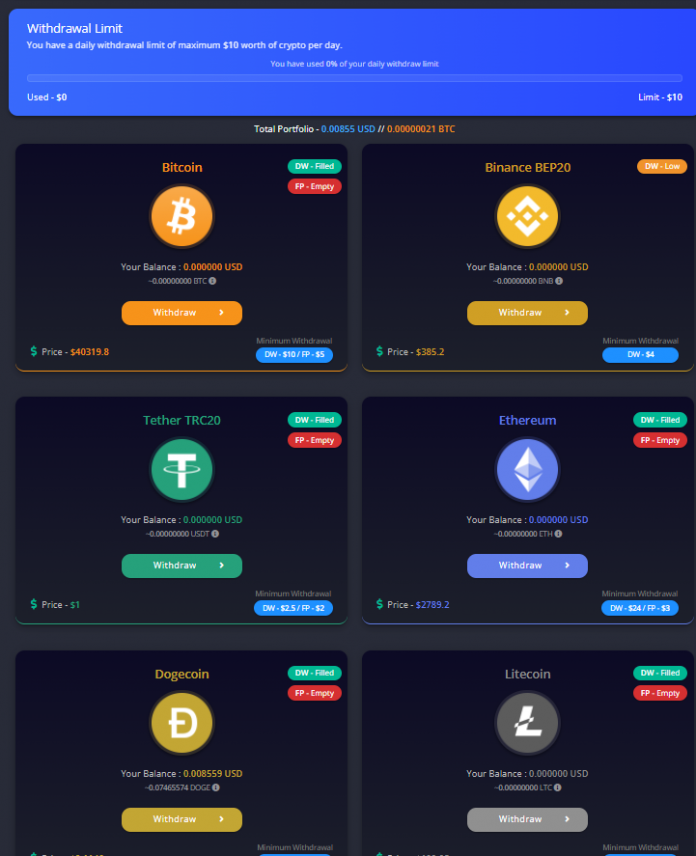 Withdrawal Limit
You have a daily withdrawal limit of maximum $10 worth of crypto per day.
You have used 0% of your daily withdraw limit
Used - $0
Limit - $10
Total Portfolio - 0.00855 USD // 0.00000021 BTC
Bitcoin
DW - Filled
FP - Empty
Your Balance : 0.000000 USD
~0.00000000 BTC
Withdraw
Minimum Withdrawal
$ Price - $40319.8
DW - $10 / FP - $5
Binance BEP20
DW - Low
Your Balance : 0.000000 USD
~0.00000000 BNB
Withdraw
Minimum Withdrawal
$ Price - $385.2
DW - $4
Tether TRC20
DW - Filled
FP - Empty
Your Balance : 0.000000 USD
~0.00000000 USDT
Withdraw
Minimum Withdrawal
$ Price - $1
DW - $2.5 / FP - $2
Ethereum
DW - Filled
FP - Empty
Your Balance : 0.000000 USD
~0.00000000 ETH
Withdraw
Minimum Withdrawal
$ Price - $2789.2
DW - $24 / FP - $3
Dogecoin
DW - Filled
FP - Empty
Your Balance : 0.008559 USD
~0.07465574 DOGE
Withdraw
Minimum Withdrawal
Litecoin
DW - Filled
FP - Empty
Your Balance : 0.000000 USD
~0.00000000 LTC
Withdraw
Minimum Withdrawal